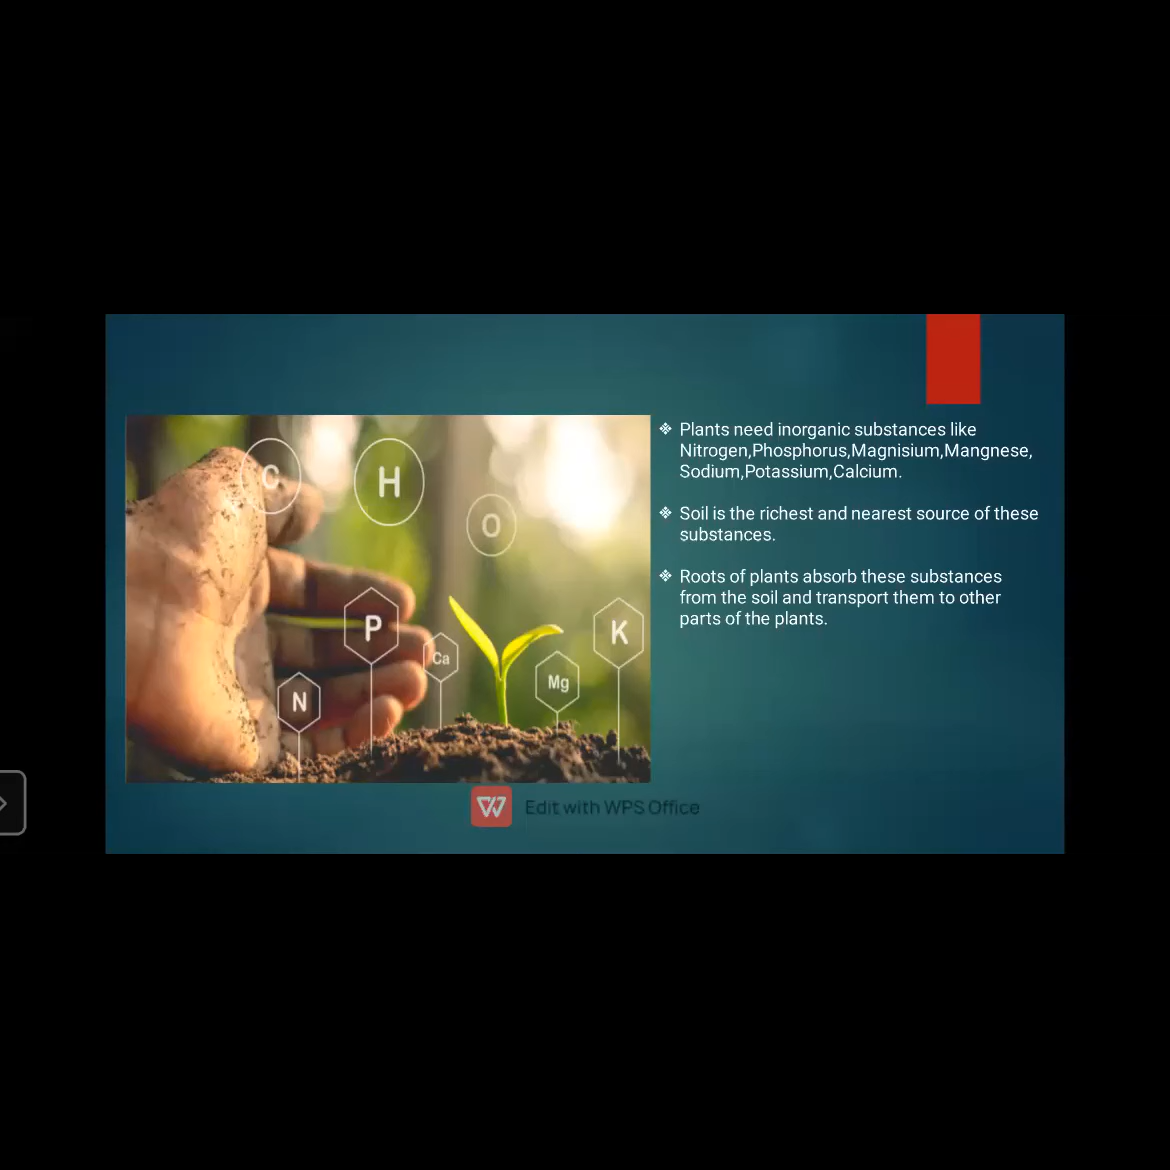 C
H
O
P
K
Ca
Mg
N
❖ Plants need inorganic substances like
Nitrogen,Phosphorus,Magnisium,Mangnese,
Sodium,Potassium,Calcium.
❖ Soil is the richest and nearest source of these
substances.
❖ Roots of plants absorb these substances
from the soil and transport them to other
parts of the plants.
W Edit with WPS Office